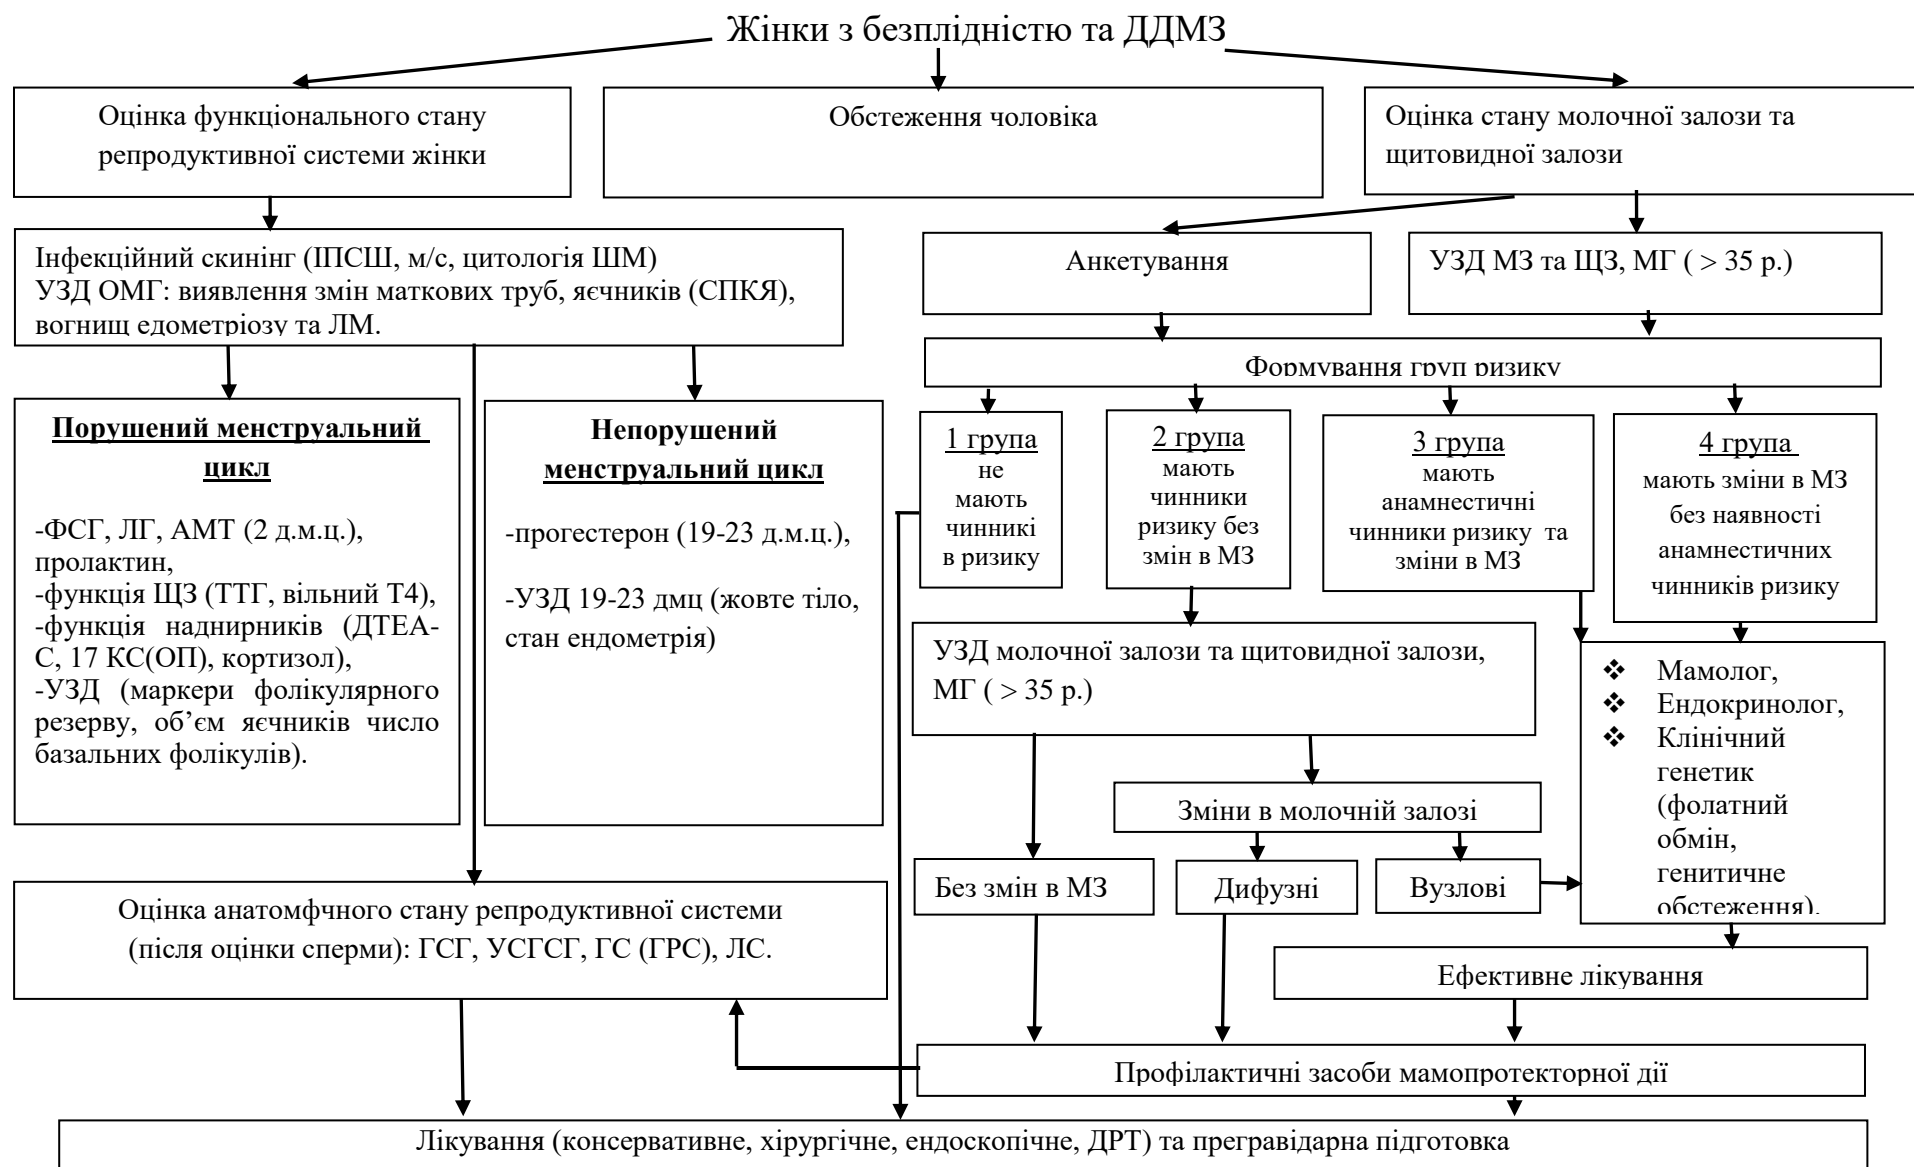 Жінки з безплідністю та ДДМЗ
Оцінка функціонального стану
репродуктивної системи жінки
Обстеження чоловіка
Оцінка стану молочної залози та
щитовидної залози
Інфекційний скинінг (ІПСШ, м/с, цитологія ШМ)
УЗД ОМГ: виявлення змін маткових труб, яєчників (СПКЯ),
вогнищ едометріозу та ЛМ.
Анкетування
УЗД МЗ та ЩЗ, МГ ( > 35 р.)
Формування груп ризику
Порушений менструальний
цикл
-ФСГ, ЛГ, АМТ (2 д.м.ц.),
пролактин,
-функція ЩЗ (ТТГ, вільний Т4),
-функція наднирників (ДТЕА-
С, 17 КС(ОП), кортизол),
-УЗД (маркери фолікулярного
резерву, об’єм яєчників число
базальних фолікулів).
Непорушений
менструальний цикл
-прогестерон (19-23 д.м.ц.),
-УЗД 19-23 дмц (жовте тіло,
стан ендометрія)
1 група
не
мають
чинникі
в ризику
2 група
мають
чинники
ризику без
змін в МЗ
3 група
мають
анамнестичні
чинники ризику та
зміни в МЗ
4 група
мають зміни в МЗ
без наявності
анамнестичних
чинників ризику
УЗД молочної залози та щитовидної залози,
МГ ( > 35 р.)
❖ Мамолог,
❖ Ендокринолог,
❖ Клінічний
генетик
(фолатний
обмін,
генитичне
обстеження).
Зміни в молочній залозі
Без змін в МЗ
Дифузні
Вузлові
Оцінка анатомфчного стану репродуктивної системи
(після оцінки сперми): ГСГ, УСГСГ, ГС (ГРС), ЛС.
Ефективне лікування
Профілактичні засоби мамопротекторної дії
Лікування (консервативне, хірургічне, ендоскопічне, ДРТ) та прегравідарна підготовка